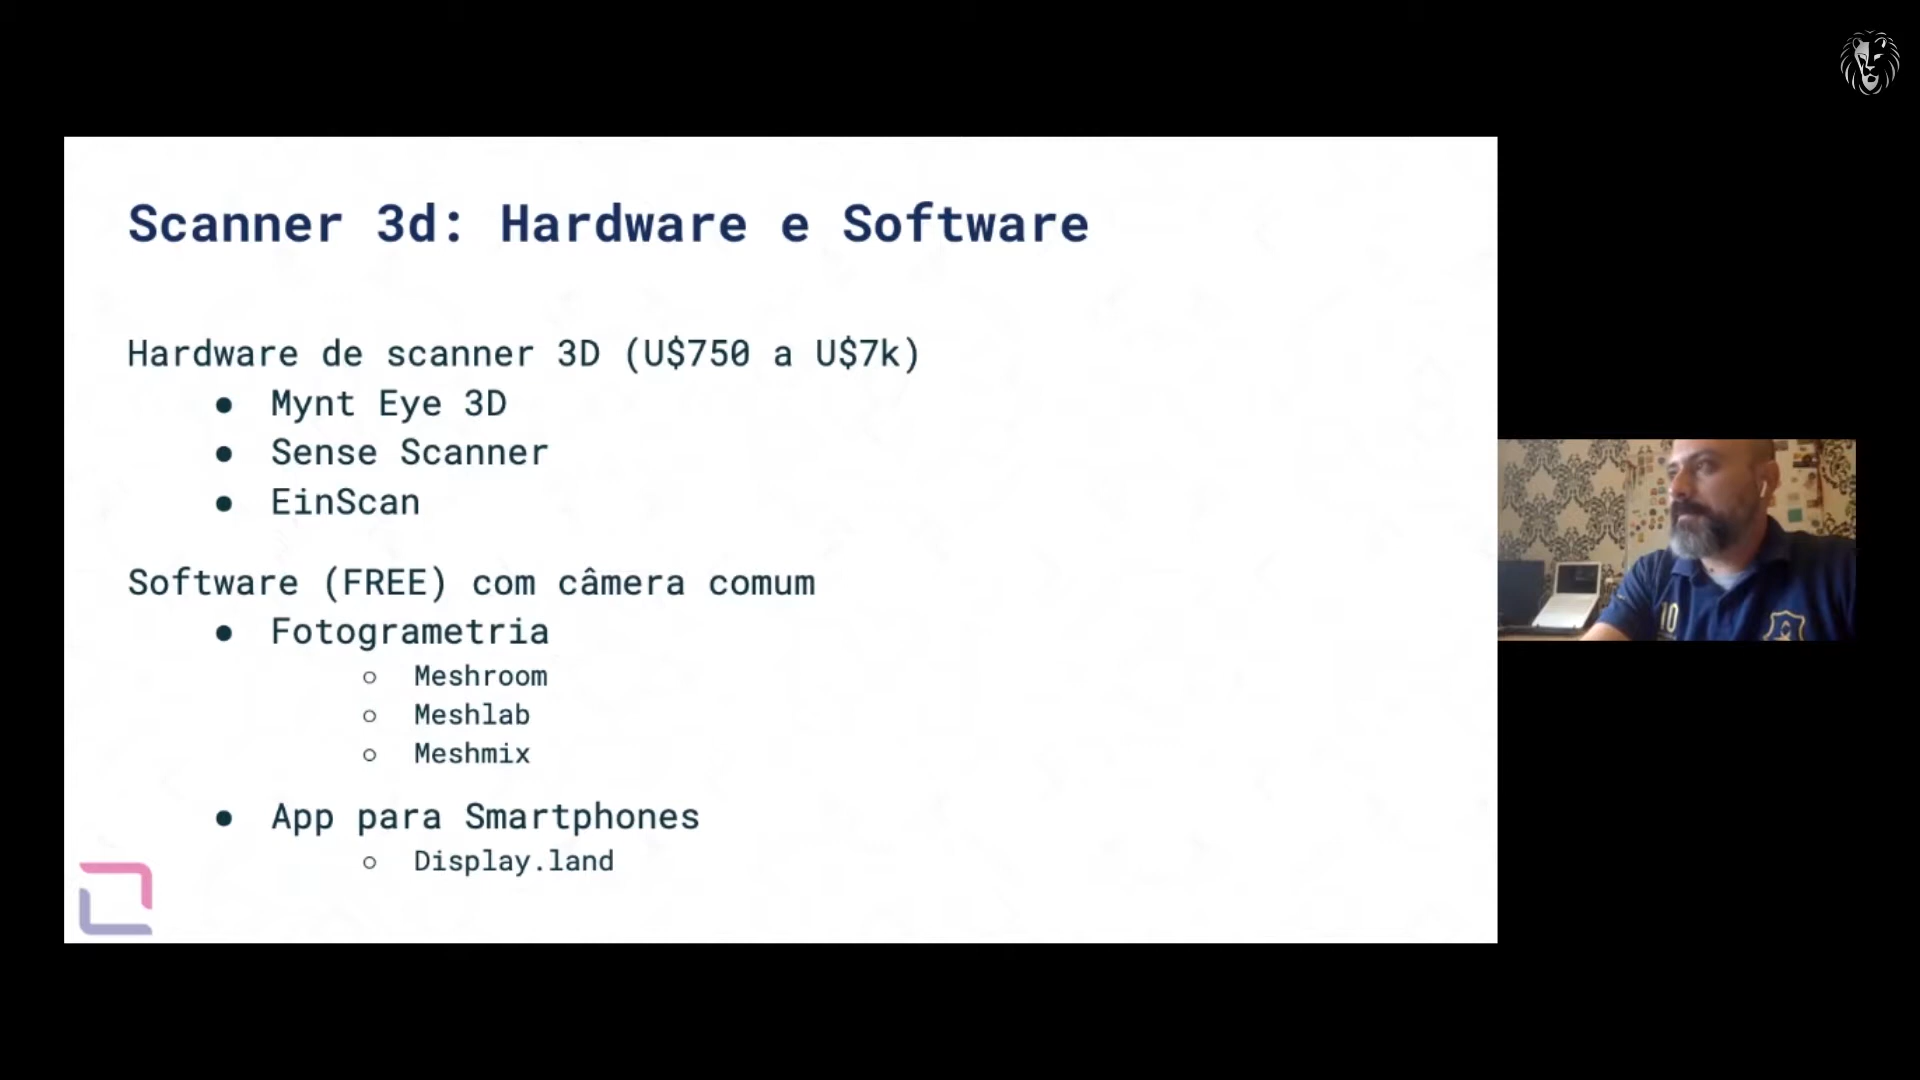 Scanner 3d: Hardware e Software
Hardware de scanner 3D (U$750 a U$7k)
● Mynt Eye 3D
● Sense Scanner
● EinScan
Software (FREE) com câmera comum
● Fotogrametria
○ Meshroom
○ Meshlab
○ Meshmix
● App para Smartphones
○ Display.land
10